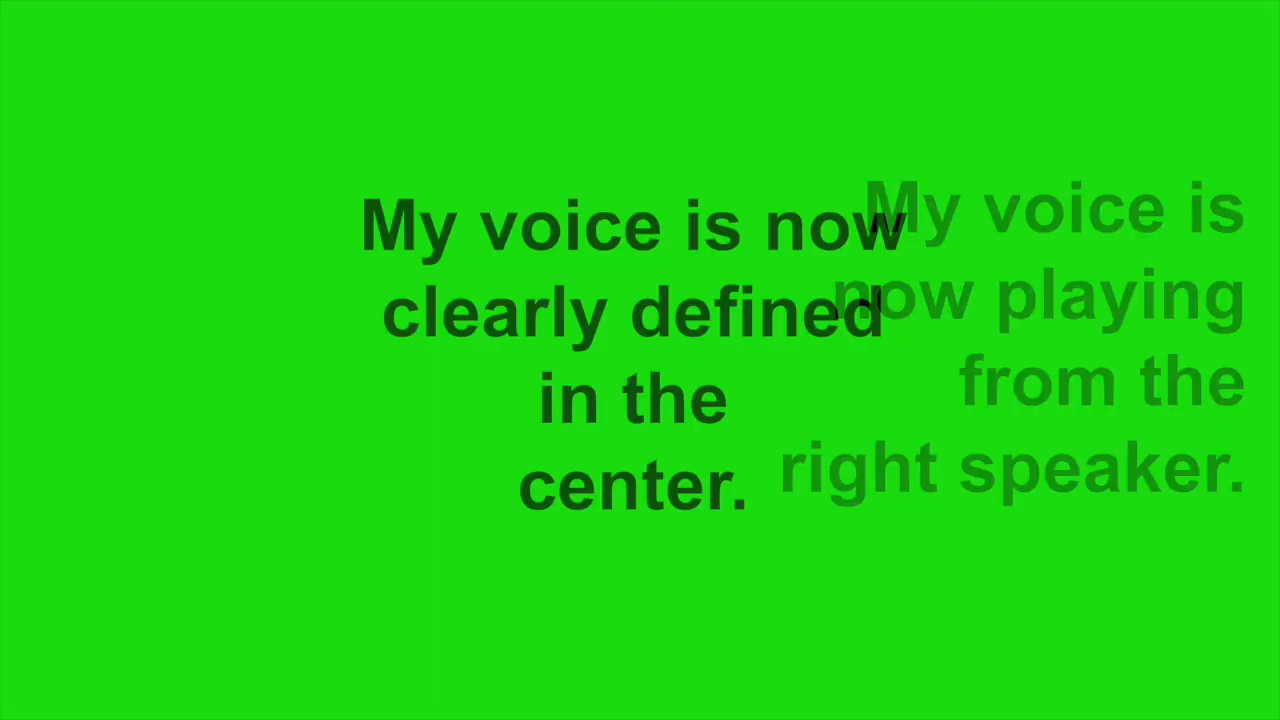 My voice is now
clearly defined
in the
center.
My voice is
now playing
from the
right speaker.